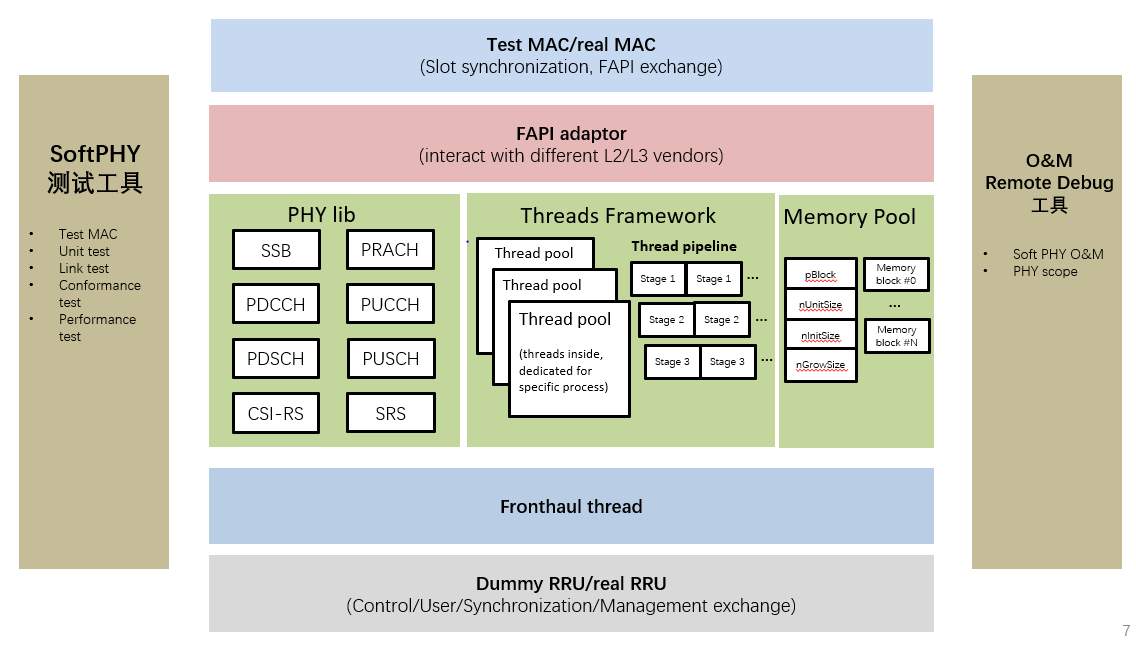 Test MAC/real MAC
(Slot synchronization, FAPI exchange)
SoftPHY
测试工具
• Test MAC
• Unit test
• Link test
• Conformance
test
• Performance
test
FAPI adaptor
(interact with different L2/L3 vendors)
PHY lib
SSB
PRACH
PDCCH
PUCCH
PDSCH
PUSCH
CSI-RS
SRS
Threads Framework
Thread pool
Thread pool
Thread pool
(threads inside,
dedicated for
specific process)
Thread pipeline
Stage 1
Stage 1
...
Stage 2
Stage 2
...
Stage 3
Stage 3
...
Memory Pool
pBlock
nUnitSize
nInitSize
nGrowSize
Memory
block #0
...
Memory
block #N
O&M
Remote Debug
工具
• Soft PHY O&M
• PHY scope
Fronthaul thread
Dummy RRU/real RRU
(Control/User/Synchronization/Management exchange)
7